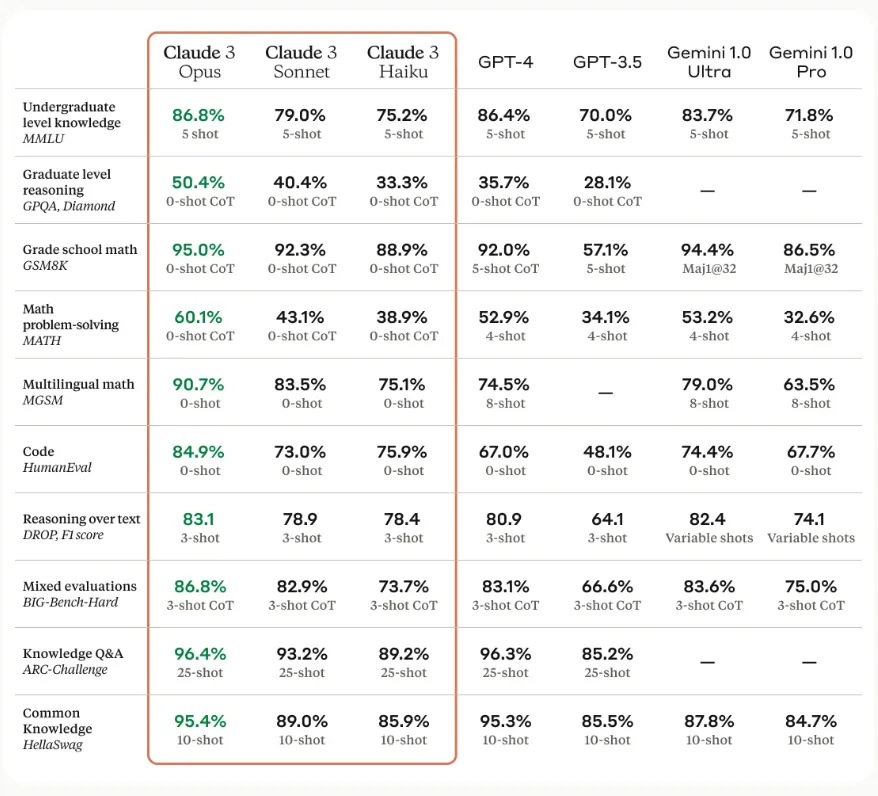 Claude 3 Opus
Claude 3 Sonnet
Claude 3 Haiku
GPT-4
GPT-3.5
Gemini 1.0 Ultra
Gemini 1.0 Pro
Undergraduate
level knowledge
MMLU
86.8% 79.0% 75.2% 86.4% 70.0% 83.7% 71.8%
5 shot 5-shot 5-shot 5-shot 5-shot 5-shot 5-shot
Graduate level
reasoning
GPQA, Diamond
50.4% 40.4% 33.3% 35.7% 28.1% — —
0-shot CoT 0-shot CoT 0-shot CoT 0-shot CoT 0-shot CoT
Grade school math
GSM8K
95.0% 92.3% 88.9% 92.0% 57.1% 94.4% 86.5%
0-shot CoT 0-shot CoT 0-shot CoT 5-shot CoT 5-shot Maj1@32 Maj1@32
Math
problem-solving
MATH
60.1% 43.1% 38.9% 52.9% 34.1% 53.2% 32.6%
0-shot CoT 0-shot CoT 0-shot CoT 4-shot 4-shot 4-shot 4-shot
Multilingual math
MGSM
90.7% 83.5% 75.1% 74.5% — 79.0% 63.5%
0-shot 0-shot 0-shot 8-shot 8-shot 8-shot
Code
HumanEval
84.9% 73.0% 75.9% 67.0% 48.1% 74.4% 67.7%
0-shot 0-shot 0-shot 0-shot 0-shot 0-shot 0-shot
Reasoning over text
DROP, F1 score
83.1 78.9 78.4 80.9 64.1 82.4 74.1
3-shot 3-shot 3-shot 3-shot 3-shot Variable shots Variable shots
Mixed evaluations
BIG-Bench-Hard
86.8% 82.9% 73.7% 83.1% 66.6% 83.6% 75.0%
3-shot CoT 3-shot CoT 3-shot CoT 3-shot CoT 3-shot CoT 3-shot CoT 3-shot CoT
Knowledge Q&A
ARC-Challenge
96.4% 93.2% 89.2% 96.3% 85.2% — —
25-shot 25-shot 25-shot 25-shot 25-shot
Common
Knowledge
HellaSwag
95.4% 89.0% 85.9% 95.3% 85.5% 87.8% 84.7%
10-shot 10-shot 10-shot 10-shot 10-shot 10-shot 10-shot